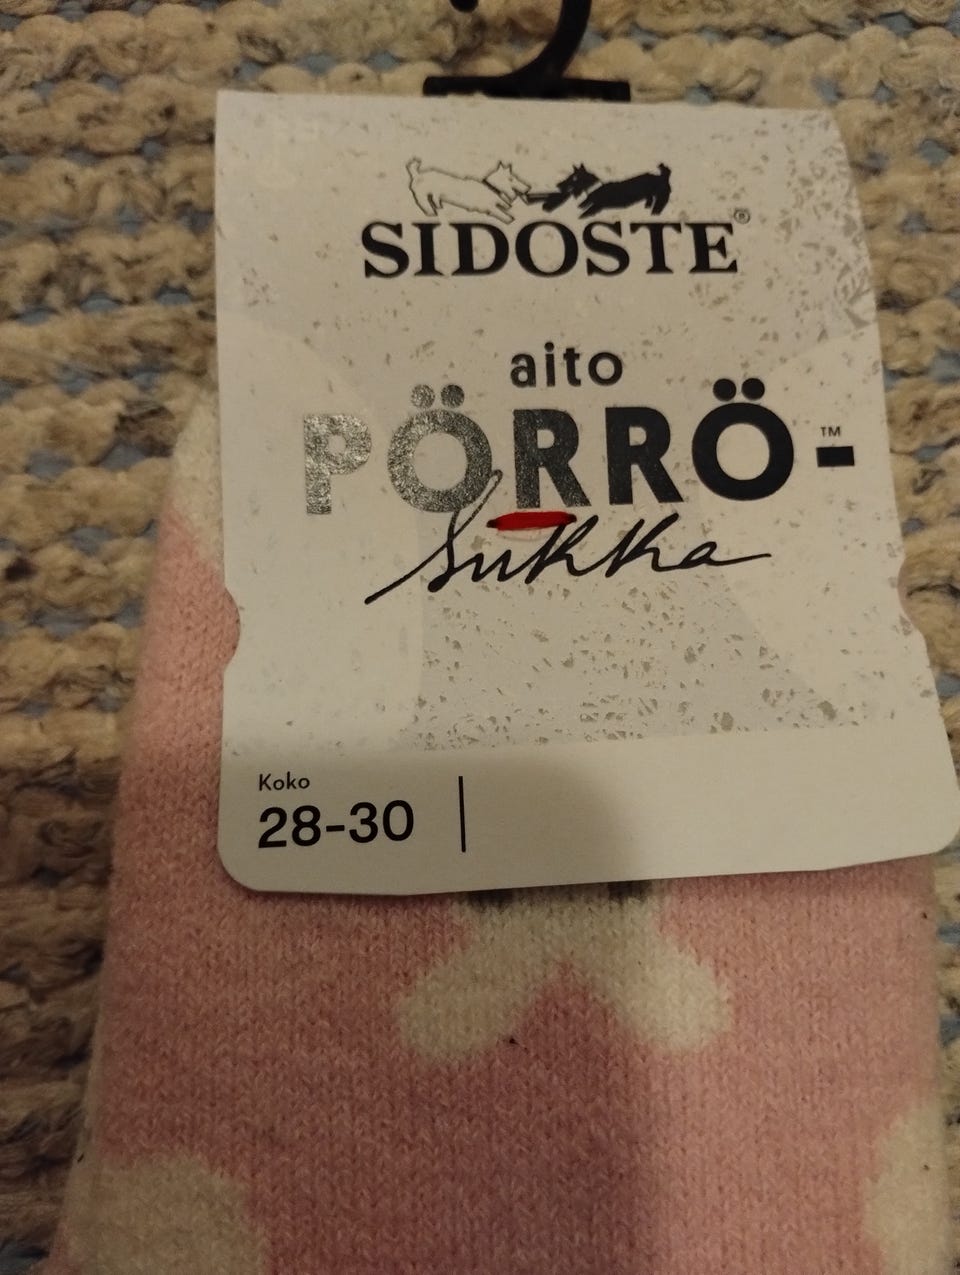 SIDOSTE®
aito
PÖRRÖ-™
Sukka
Koko
28-30